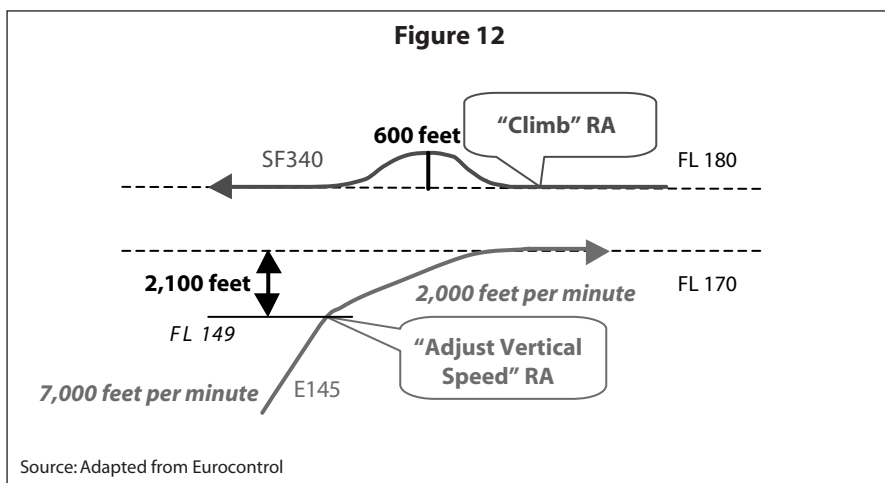 Figure 12
"Climb" RA
600 feet
SF340
FL 180
2,100 feet
FL 170
2,000 feet per minute
FL 149
"Adjust Vertical
Speed" RA
7,000 feet per minute
E145
Source: Adapted from Eurocontrol